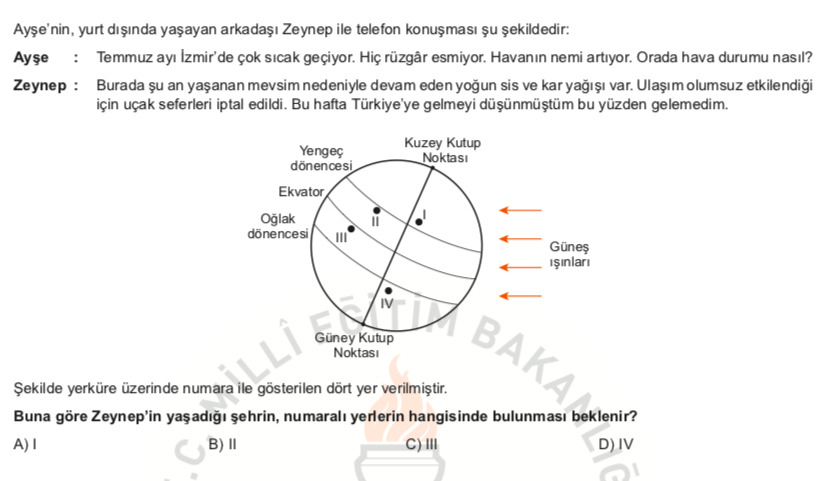 Ayşe'nin, yurt dışında yaşayan arkadaşı Zeynep ile telefon konuşması şu şekildedir:
Ayşe : Temmuz ayı İzmir'de çok sıcak geçiyor. Hiç rüzgâr esmiyor. Havanın nemi artıyor. Orada hava durumu nasıl?
Zeynep : Burada şu an yaşanan mevsim nedeniyle devam eden yoğun sis ve kar yağışı var. Ulaşım olumsuz etkilendiği
için uçak seferleri iptal edildi. Bu hafta Türkiye'ye gelmeyi düşünmüştüm bu yüzden gelemedim.
Kuzey Kutup
Noktası
Yengeç
dönencesi
Ekvator
Oğlak
dönencesi
I
II
III
IV
Güneş
ışınları
Güney Kutup
Noktası
T.C. MİLLÎ EĞİTİM BAKANLIĞ
Şekilde yerküre üzerinde numara ile gösterilen dört yer verilmiştir.
Buna göre Zeynep'in yaşadığı şehrin, numaralı yerlerin hangisinde bulunması beklenir?
A) I B) II C) III D) IV